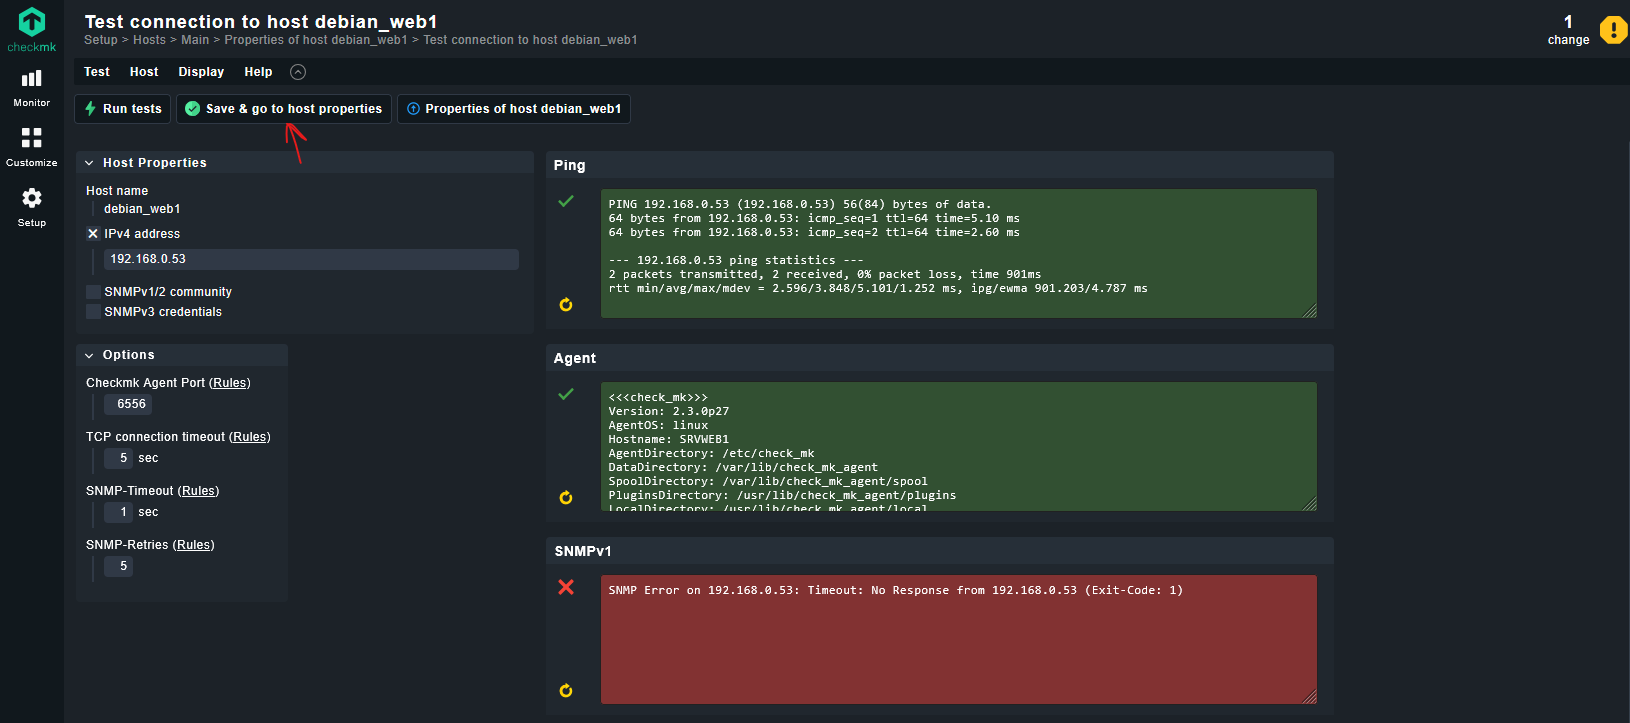 checkmk
Monitor
Customize
Setup
Test connection to host debian_web1
Setup > Hosts > Main > Properties of host debian_web1 > Test connection to host debian_web1
1
change
Test Host Display Help
Run tests
Save & go to host properties
Properties of host debian_web1
Host Properties
Host name
debian_web1
IPv4 address
192.168.0.53
SNMPv1/2 community
SNMPv3 credentials
Options
Checkmk Agent Port (Rules)
6556
TCP connection timeout (Rules)
5 sec
SNMP-Timeout (Rules)
1 sec
SNMP-Retries (Rules)
5
Ping
PING 192.168.0.53 (192.168.0.53) 56(84) bytes of data.
64 bytes from 192.168.0.53: icmp_seq=1 ttl=64 time=5.10 ms
64 bytes from 192.168.0.53: icmp_seq=2 ttl=64 time=2.60 ms
--- 192.168.0.53 ping statistics ---
2 packets transmitted, 2 received, 0% packet loss, time 901ms
rtt min/avg/max/mdev = 2.596/3.848/5.101/1.252 ms, ipg/ewma 901.203/4.787 ms
Agent
<<<check_mk>>>
Version: 2.3.0p27
AgentOS: linux
Hostname: SRVWEB1
AgentDirectory: /etc/check_mk
DataDirectory: /var/lib/check_mk_agent
SpoolDirectory: /var/lib/check_mk_agent/spool
PluginsDirectory: /usr/lib/check_mk_agent/plugins
LocalDirectory: /usr/lib/check_mk_agent/local
SNMPv1
SNMP Error on 192.168.0.53: Timeout: No Response from 192.168.0.53 (Exit-Code: 1)